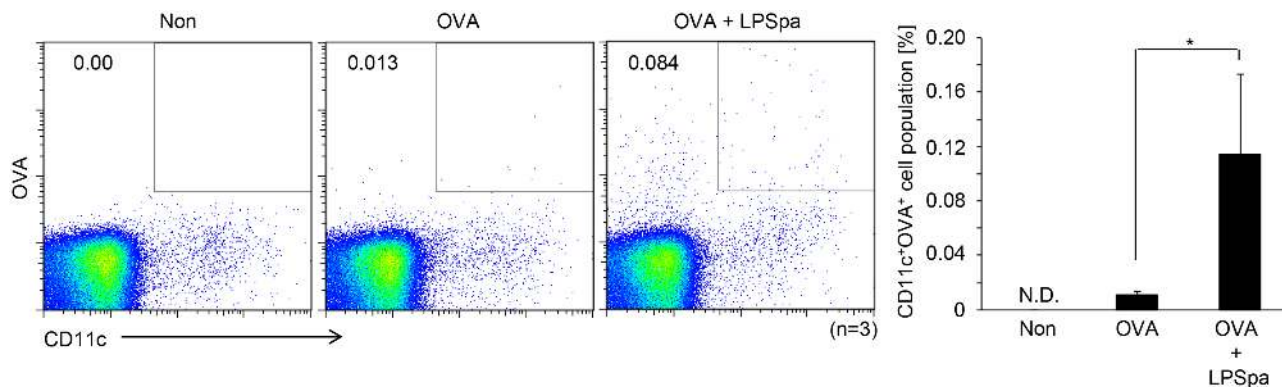 Non
OVA
OVA + LPSpa
0.00
0.013
0.084
OVA
CD11c
(n=3)
CD11c⁺OVA⁺ cell population [%]
0.20
0.16
0.12
0.08
0.04
0
*
N.D.
Non
OVA
OVA
+
LPSpa